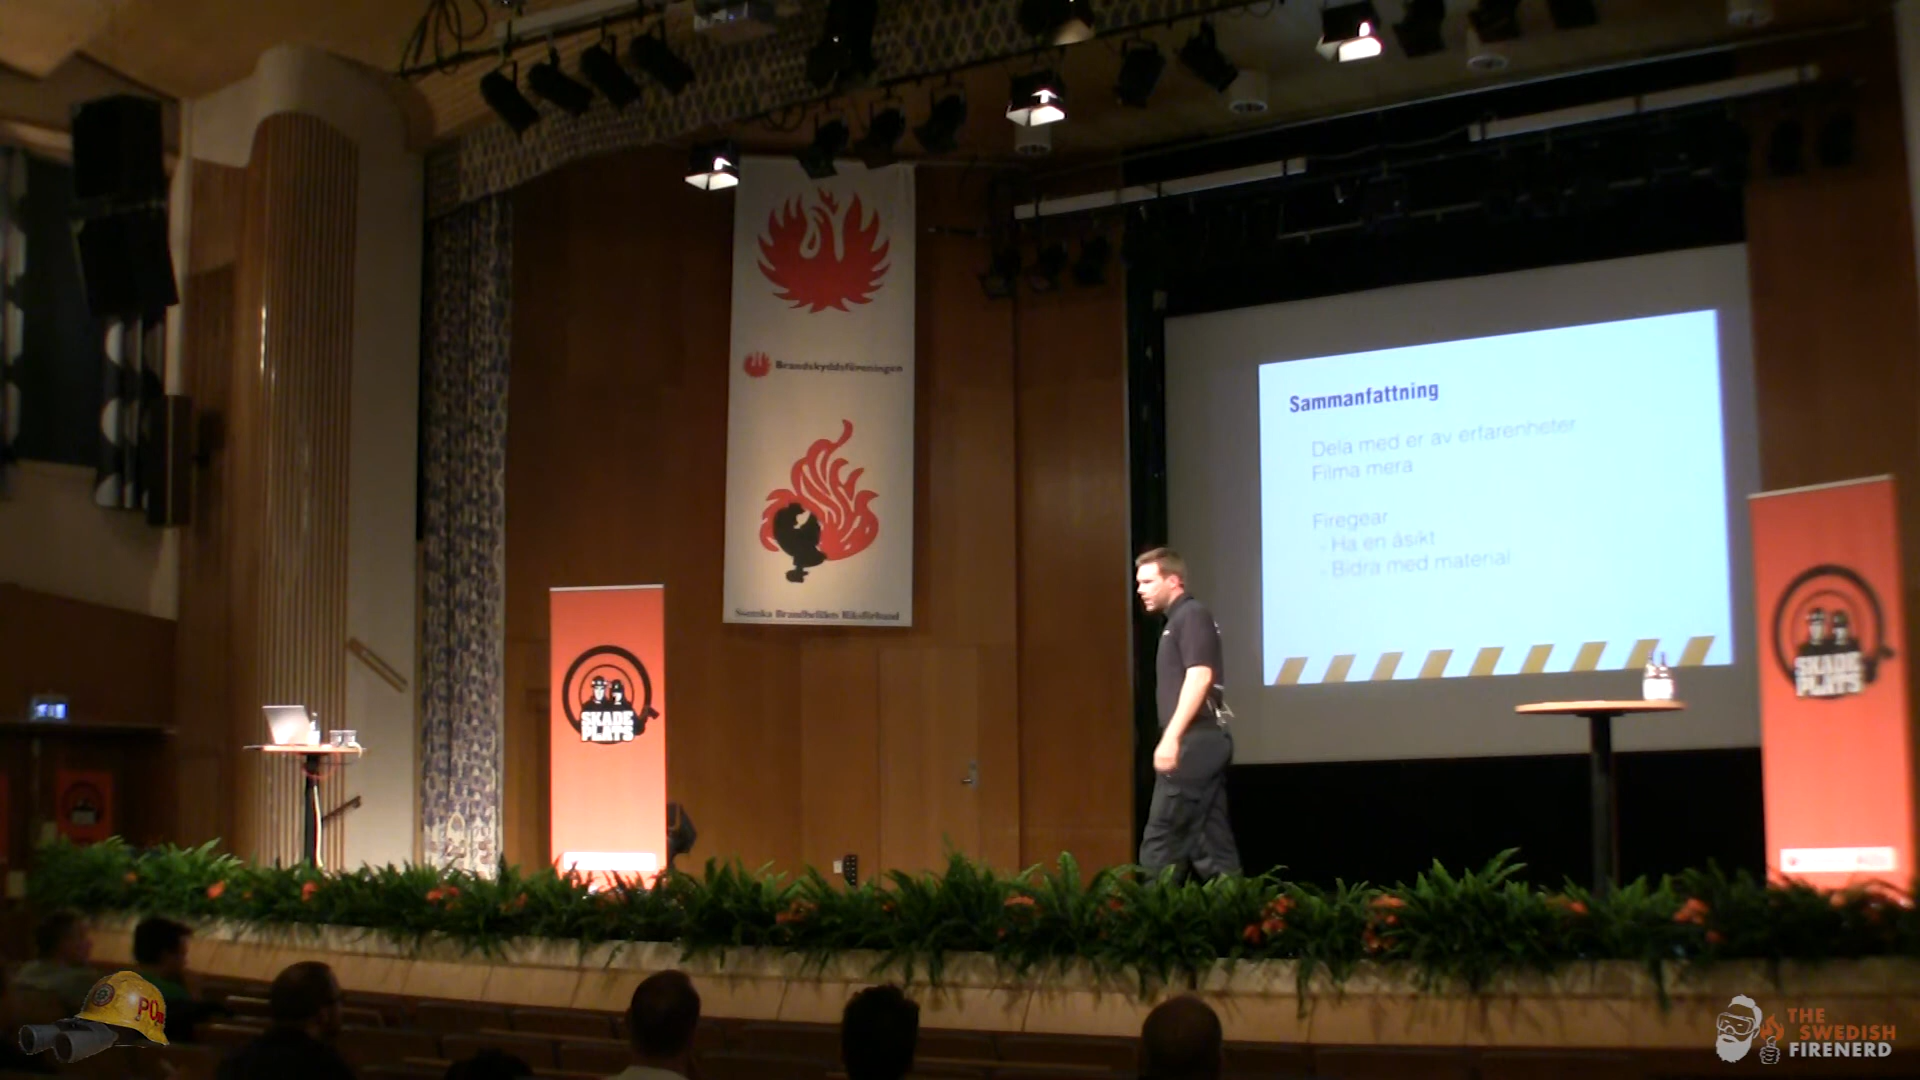 Brandskyddsföreningen
Svenska Brandbefälens Riksförbund
SKADE
PLATS
Sammanfattning
Dela med er av erfarenheter
Filma mera
Firegear
- Ha en åsikt
- Bidra med material
SKADE
PLATS
THE
SWEDISH
FIRENERD